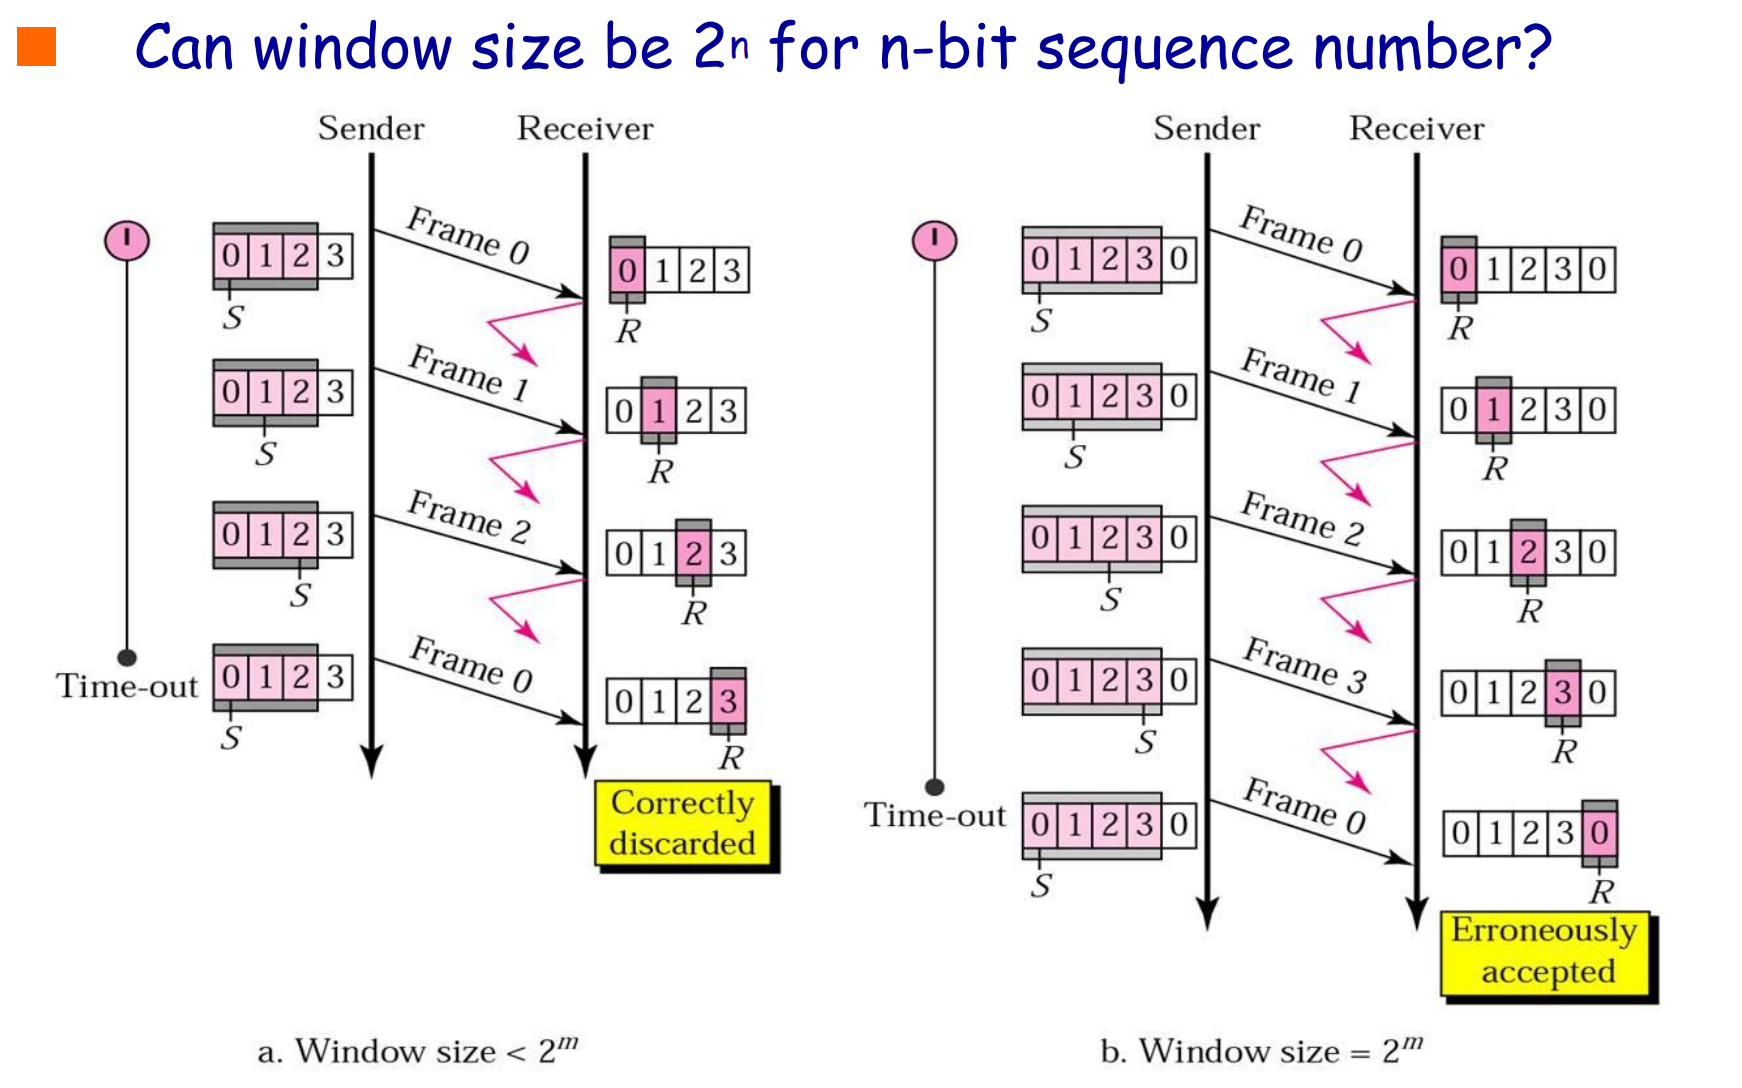 Can window size be 2n for n-bit sequence number?
Sender Receiver Sender Receiver
Frame 0
0 1 2 3
S
0 1 2 3
R
Frame 1
0 1 2 3
S
0 1 2 3
R
Frame 2
0 1 2 3
S
0 1 2 3
R
Frame 0
Time-out
0 1 2 3
S
0 1 2 3
R
Correctly
discarded
a. Window size < 2m
Frame 0
0 1 2 3 0
S
0 1 2 3 0
R
Frame 1
0 1 2 3 0
S
0 1 2 3 0
R
Frame 2
0 1 2 3 0
S
0 1 2 3 0
R
Frame 3
0 1 2 3 0
S
0 1 2 3 0
R
Frame 0
Time-out
0 1 2 3 0
S
0 1 2 3 0
R
Erroneously
accepted
b. Window size = 2m